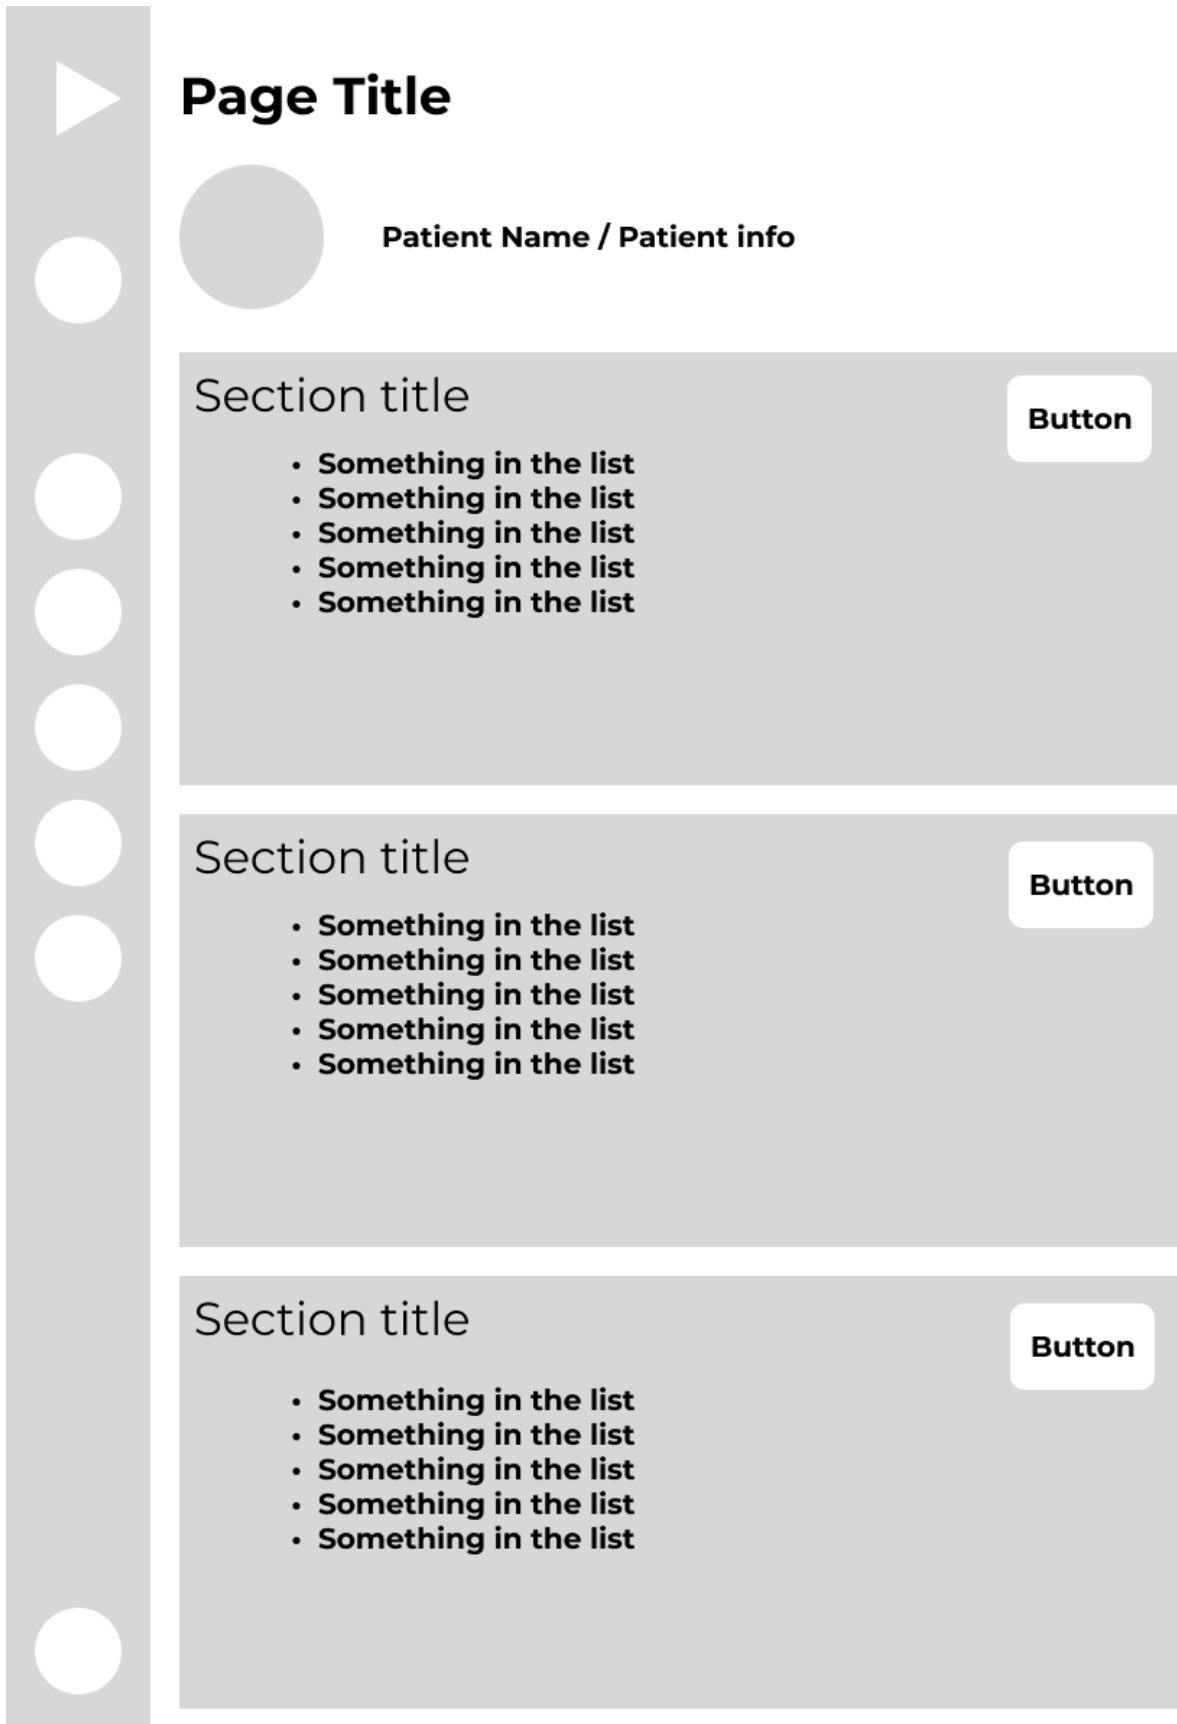 Page Title
Patient Name / Patient info
Section title
Button
• Something in the list
• Something in the list
• Something in the list
• Something in the list
• Something in the list
Section title
Button
• Something in the list
• Something in the list
• Something in the list
• Something in the list
• Something in the list
Section title
Button
• Something in the list
• Something in the list
• Something in the list
• Something in the list
• Something in the list